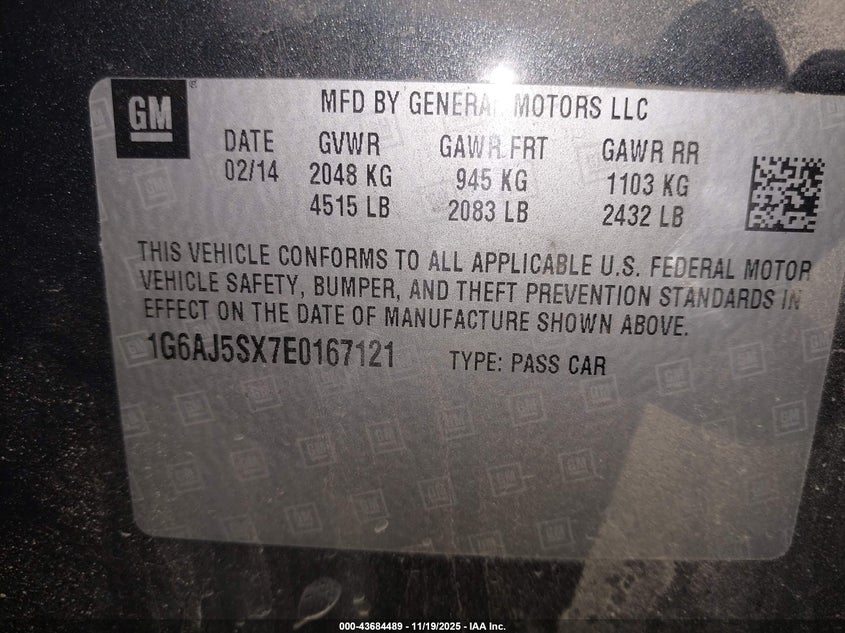 GM
MFD BY GENERAL MOTORS LLC
DATE GVWR GAWR FRT GAWR RR
02/14 2048 KG 945 KG 1103 KG
4515 LB 2083 LB 2432 LB
THIS VEHICLE CONFORMS TO ALL APPLICABLE U.S. FEDERAL MOTOR
VEHICLE SAFETY, BUMPER, AND THEFT PREVENTION STANDARDS IN
EFFECT ON THE DATE OF MANUFACTURE SHOWN ABOVE.
1G6AJ5SX7E0167121 TYPE: PASS CAR
000-43684489 - 11/19/2025 - IAA Inc.